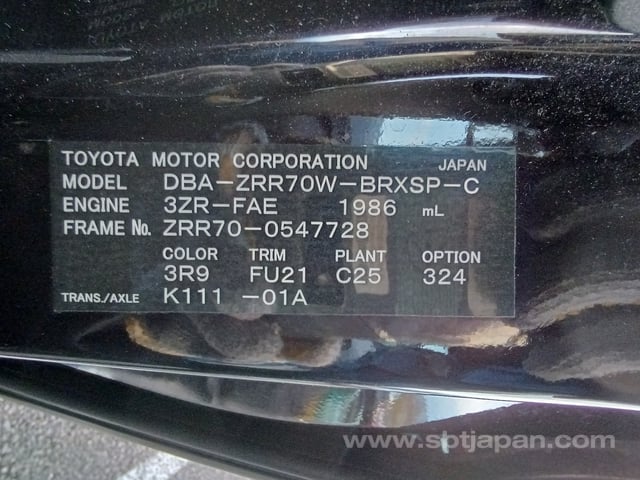 TOYOTA MOTOR CORPORATION JAPAN
MODEL DBA-ZRR70W-BRXSP-C
ENGINE 3ZR-FAE 1986 mL
FRAME No. ZRR70-0547728
COLOR TRIM PLANT OPTION
3R9 FU21 C25 324
TRANS./AXLE K111 -01A
www.sbtjapan.com